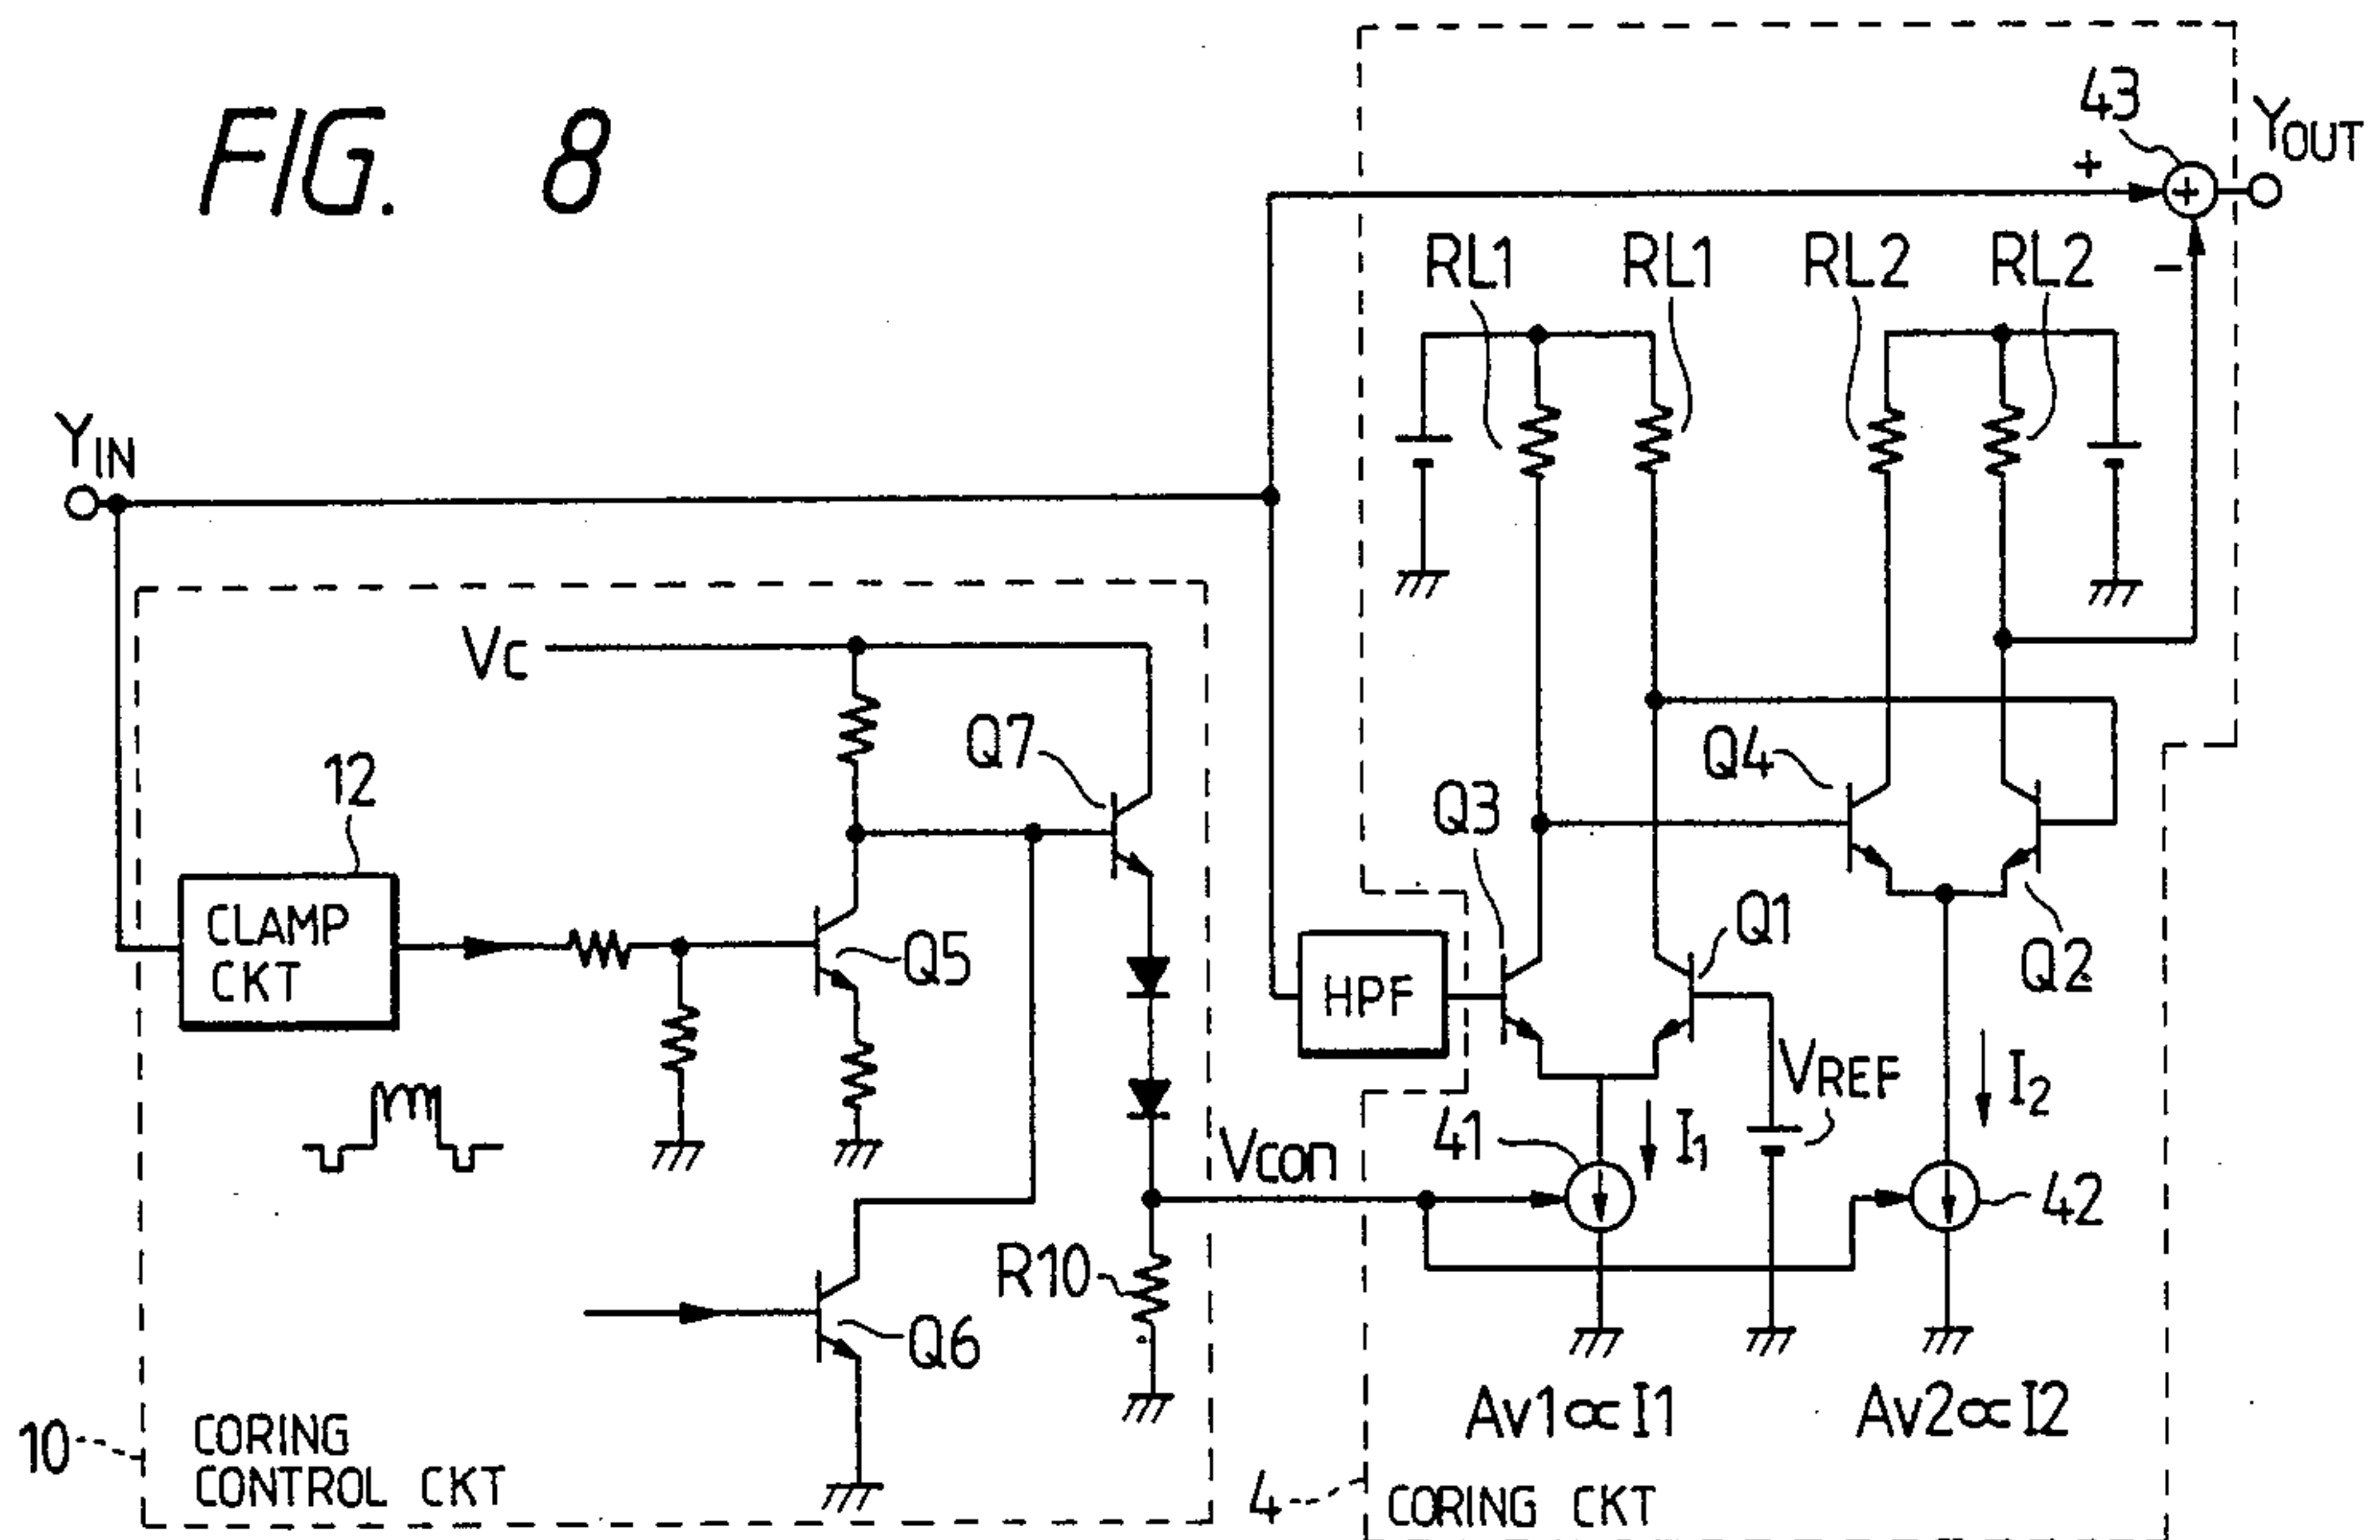 FIG. 8
43
YOUT
+
+
-
RL1 RL1 RL2 RL2
YIN
VC
Q7
Q4
Q3
12
CLAMP
CKT
Q5
HPF
Q1
Q2
VREF
I2
41
I1
Vcon
42
R10
Q6
Av1∝I1
Av2∝I2
10
CORING
CONTROL CKT
4
CORING CKT